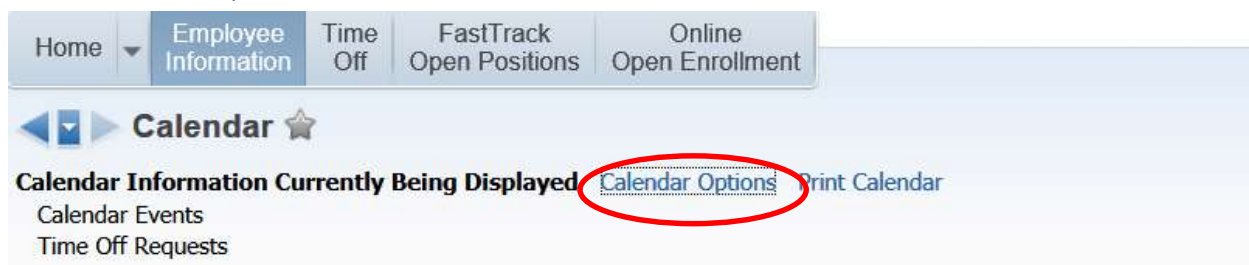 Home Employee Information Time Off FastTrack Open Positions Online Open Enrollment
Calendar
Calendar Information Currently Being Displayed Calendar Options Print Calendar
Calendar Events
Time Off Requests